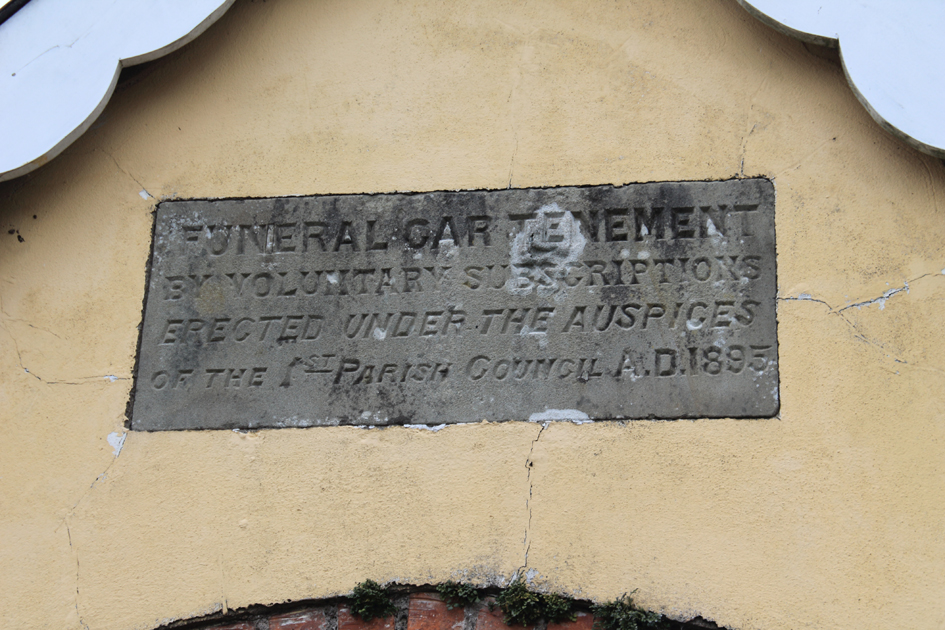 FUNERAL CAR TENEMENT
BY VOLUNTARY SUBSCRIPTIONS
ERECTED UNDER THE AUSPICES
OF THE 1ST PARISH COUNCIL A.D.1895